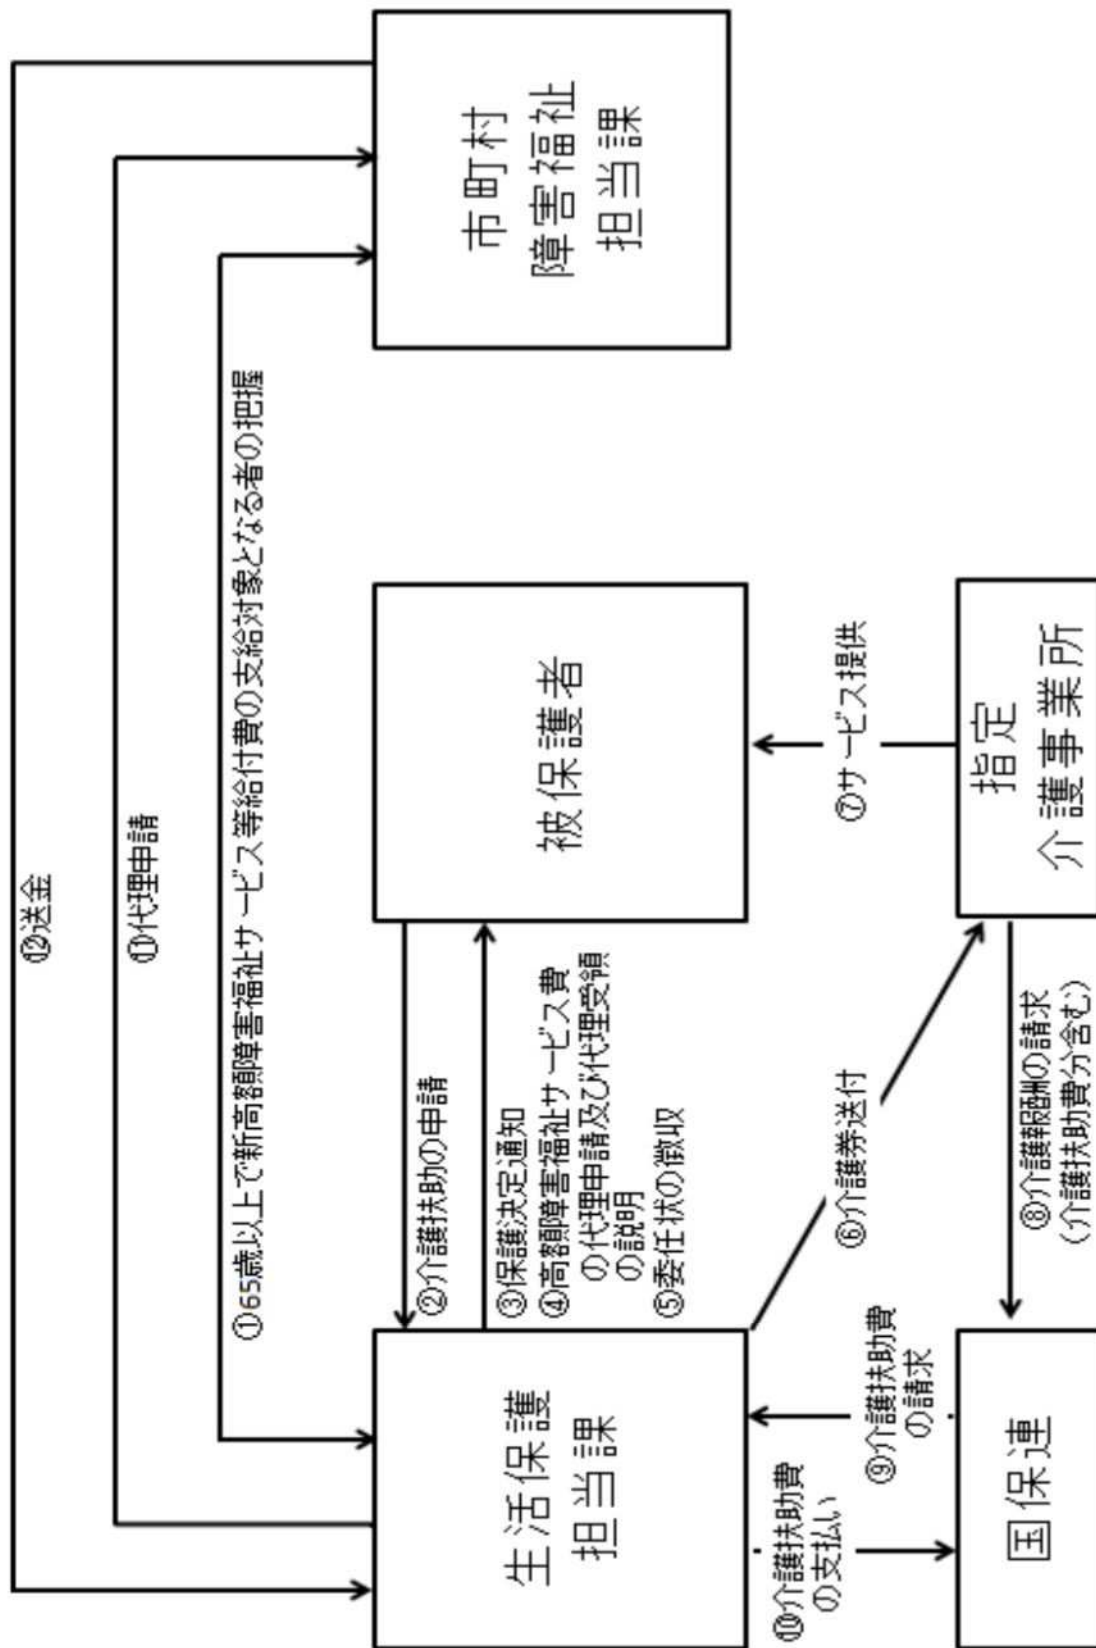 ⑫送金
⑪代理申請
①65歳以上で新高額障害福祉サービス等給付費の支給対象となる者の把握
生活保護
担当課
②介護扶助の申請
③保護決定通知
④高額障害福祉サービス費
の代理申請及び代理受領
の説明
⑤委任状の徴収
被保護者
市町村
障害福祉
担当課
⑥介護券送付
⑦サービス提供
⑩介護扶助費
の支払い
⑨介護扶助費
の請求
国保連
⑧介護報酬の請求
(介護扶助費分含む)
指定
介護事業所